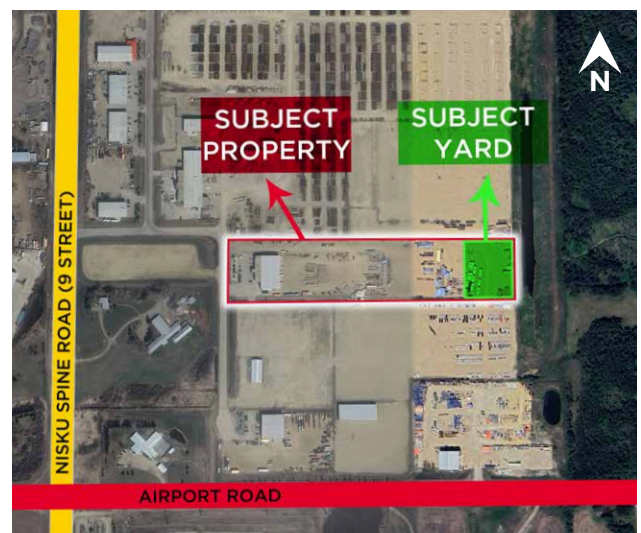 N
SUBJECT
PROPERTY
SUBJECT
YARD
NISKU SPINE ROAD (9 STREET)
AIRPORT ROAD